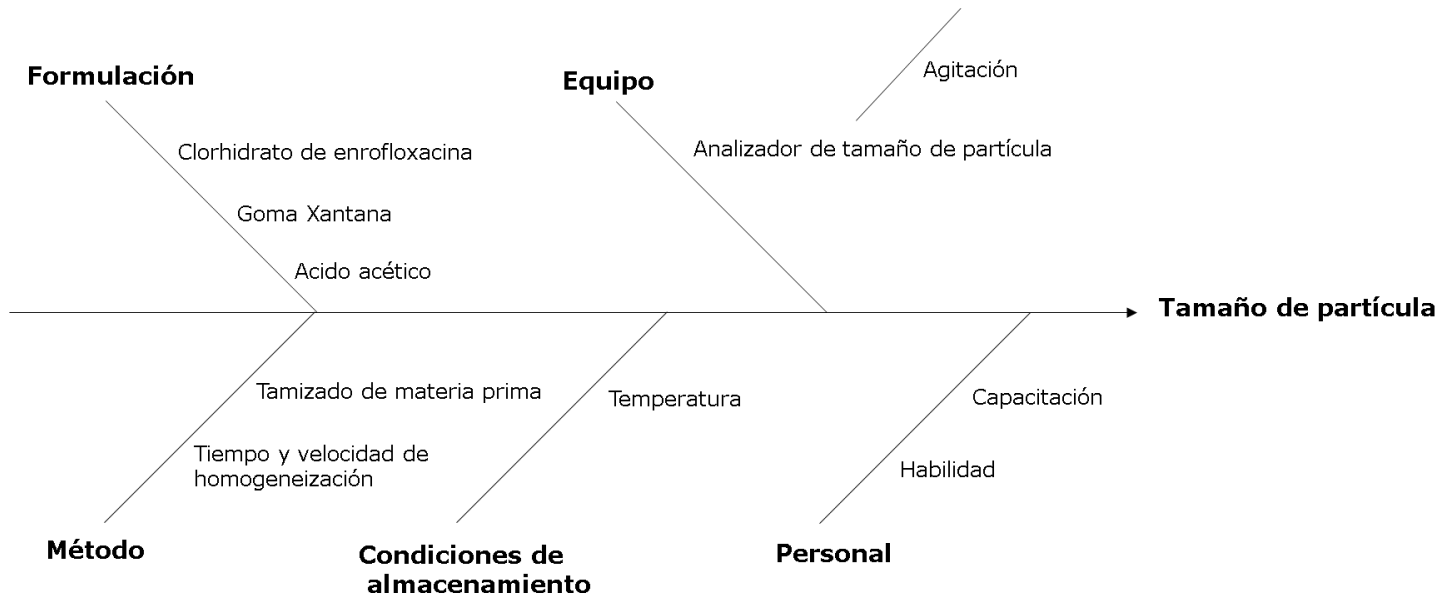 Formulación
Clorhidrato de enrofloxacina
Goma Xantana
Acido acético
Equipo
Agitación
Analizador de tamaño de partícula
Tamaño de partícula
Tamizado de materia prima
Tiempo y velocidad de
homogeneización
Método
Temperatura
Condiciones de
almacenamiento
Capacitación
Habilidad
Personal